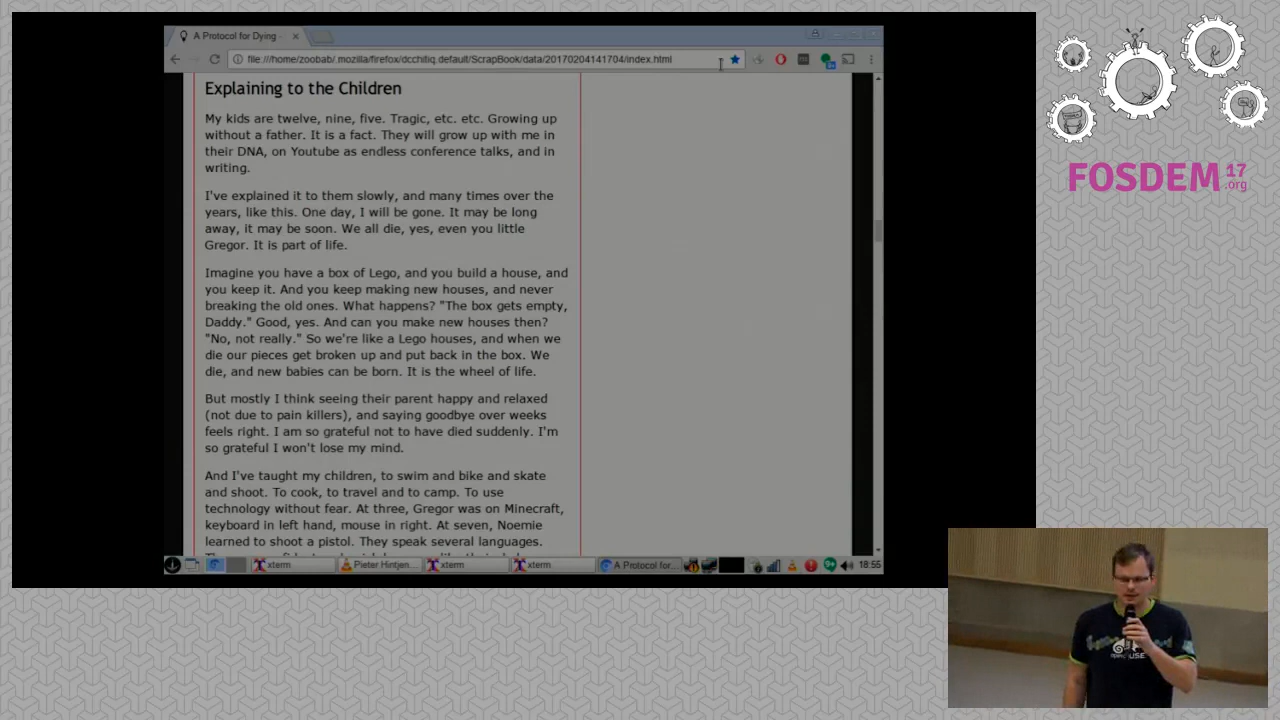 A Protocol for Dying -
file:///home/zoobab/.mozilla/firefox/dcchitiq.default/ScrapBook/data/20170204141704/index.html
Explaining to the Children
My kids are twelve, nine, five. Tragic, etc. etc. Growing up
without a father. It is a fact. They will grow up with me in
their DNA, on Youtube as endless conference talks, and in
writing.
I've explained it to them slowly, and many times over the
years, like this. One day, I will be gone. It may be long
away, it may be soon. We all die, yes, even you little
Gregor. It is part of life.
Imagine you have a box of Lego, and you build a house, and
you keep it. And you keep making new houses, and never
breaking the old ones. What happens? "The box gets empty,
Daddy." Good, yes. And can you make new houses then?
"No, not really." So we're like a Lego houses, and when we
die our pieces get broken up and put back in the box. We
die, and new babies can be born. It is the wheel of life.
But mostly I think seeing their parent happy and relaxed
(not due to pain killers), and saying goodbye over weeks
feels right. I am so grateful not to have died suddenly. I'm
so grateful I won't lose my mind.
And I've taught my children, to swim and bike and skate
and shoot. To cook, to travel and to camp. To use
technology without fear. At three, Gregor was on Minecraft,
keyboard in left hand, mouse in right. At seven, Noemie
learned to shoot a pistol. They speak several languages.
xterm
Pieter Hintjen...
xterm
xterm
A Protocol for...
18:55
FOSDEM 17
.org